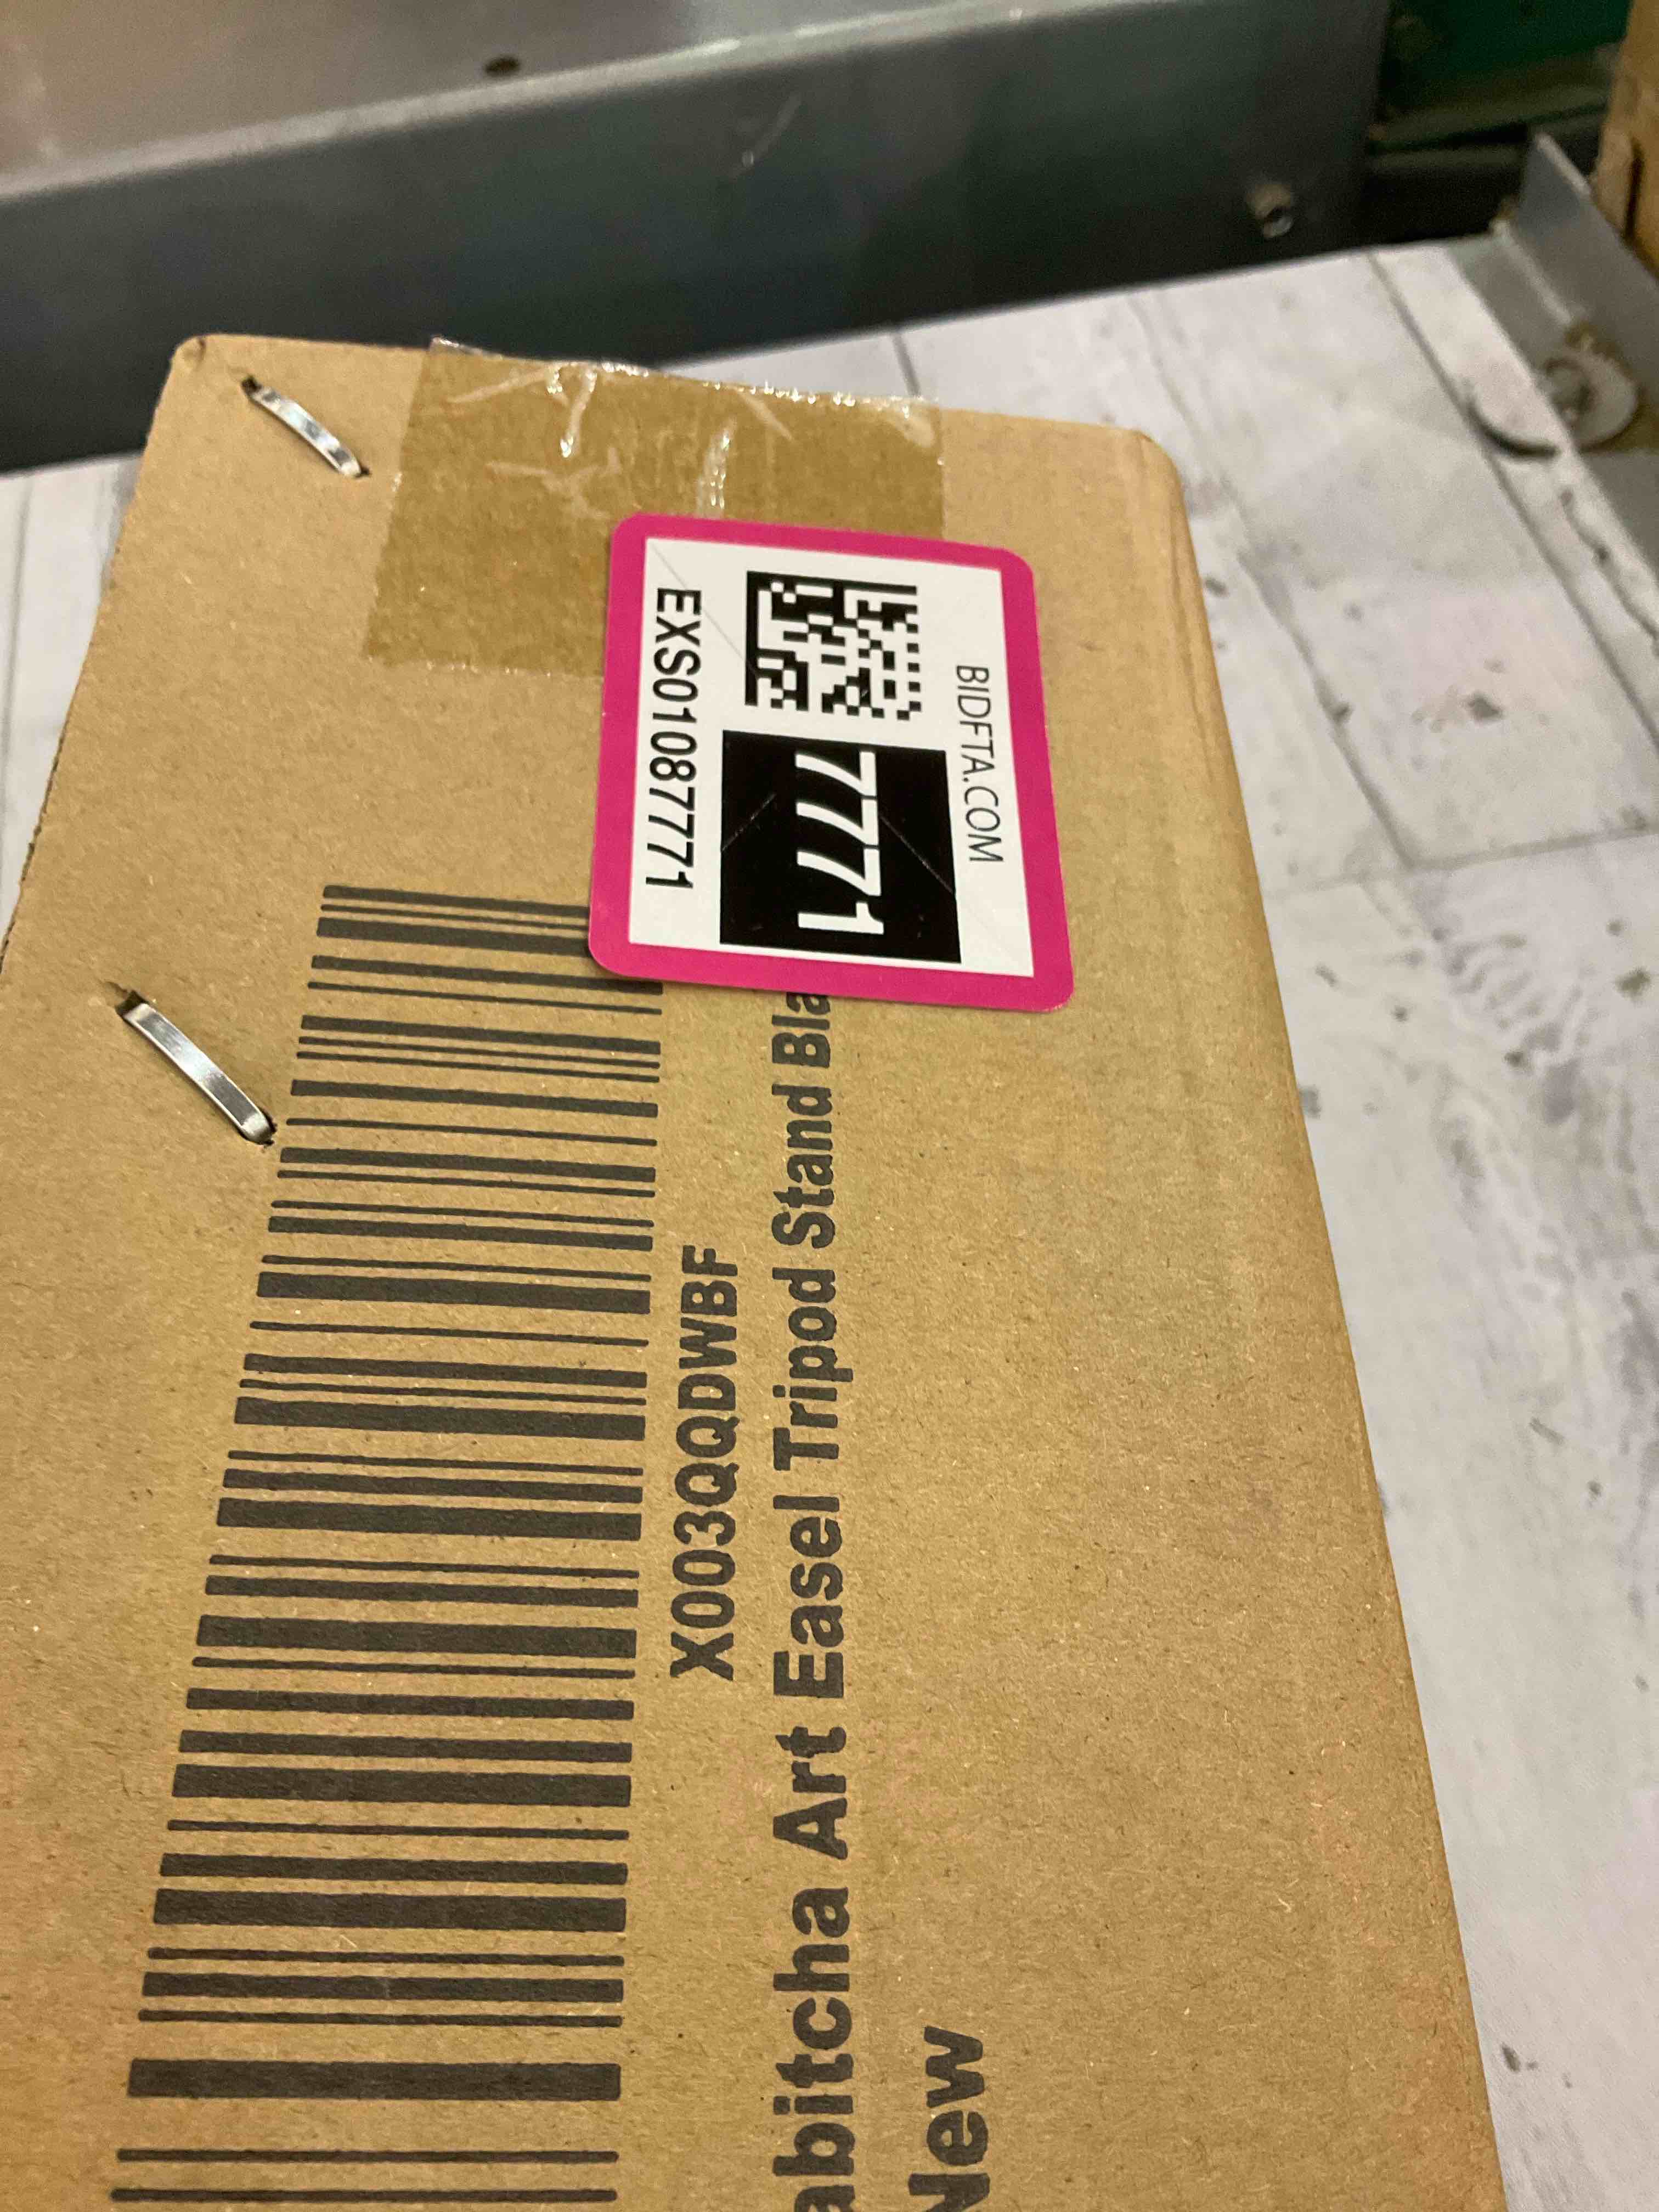 BIDFTA.COM
7771
EXS01087771
X003QQDWBF
abitcha Art Easel Tripod Stand Bla
New